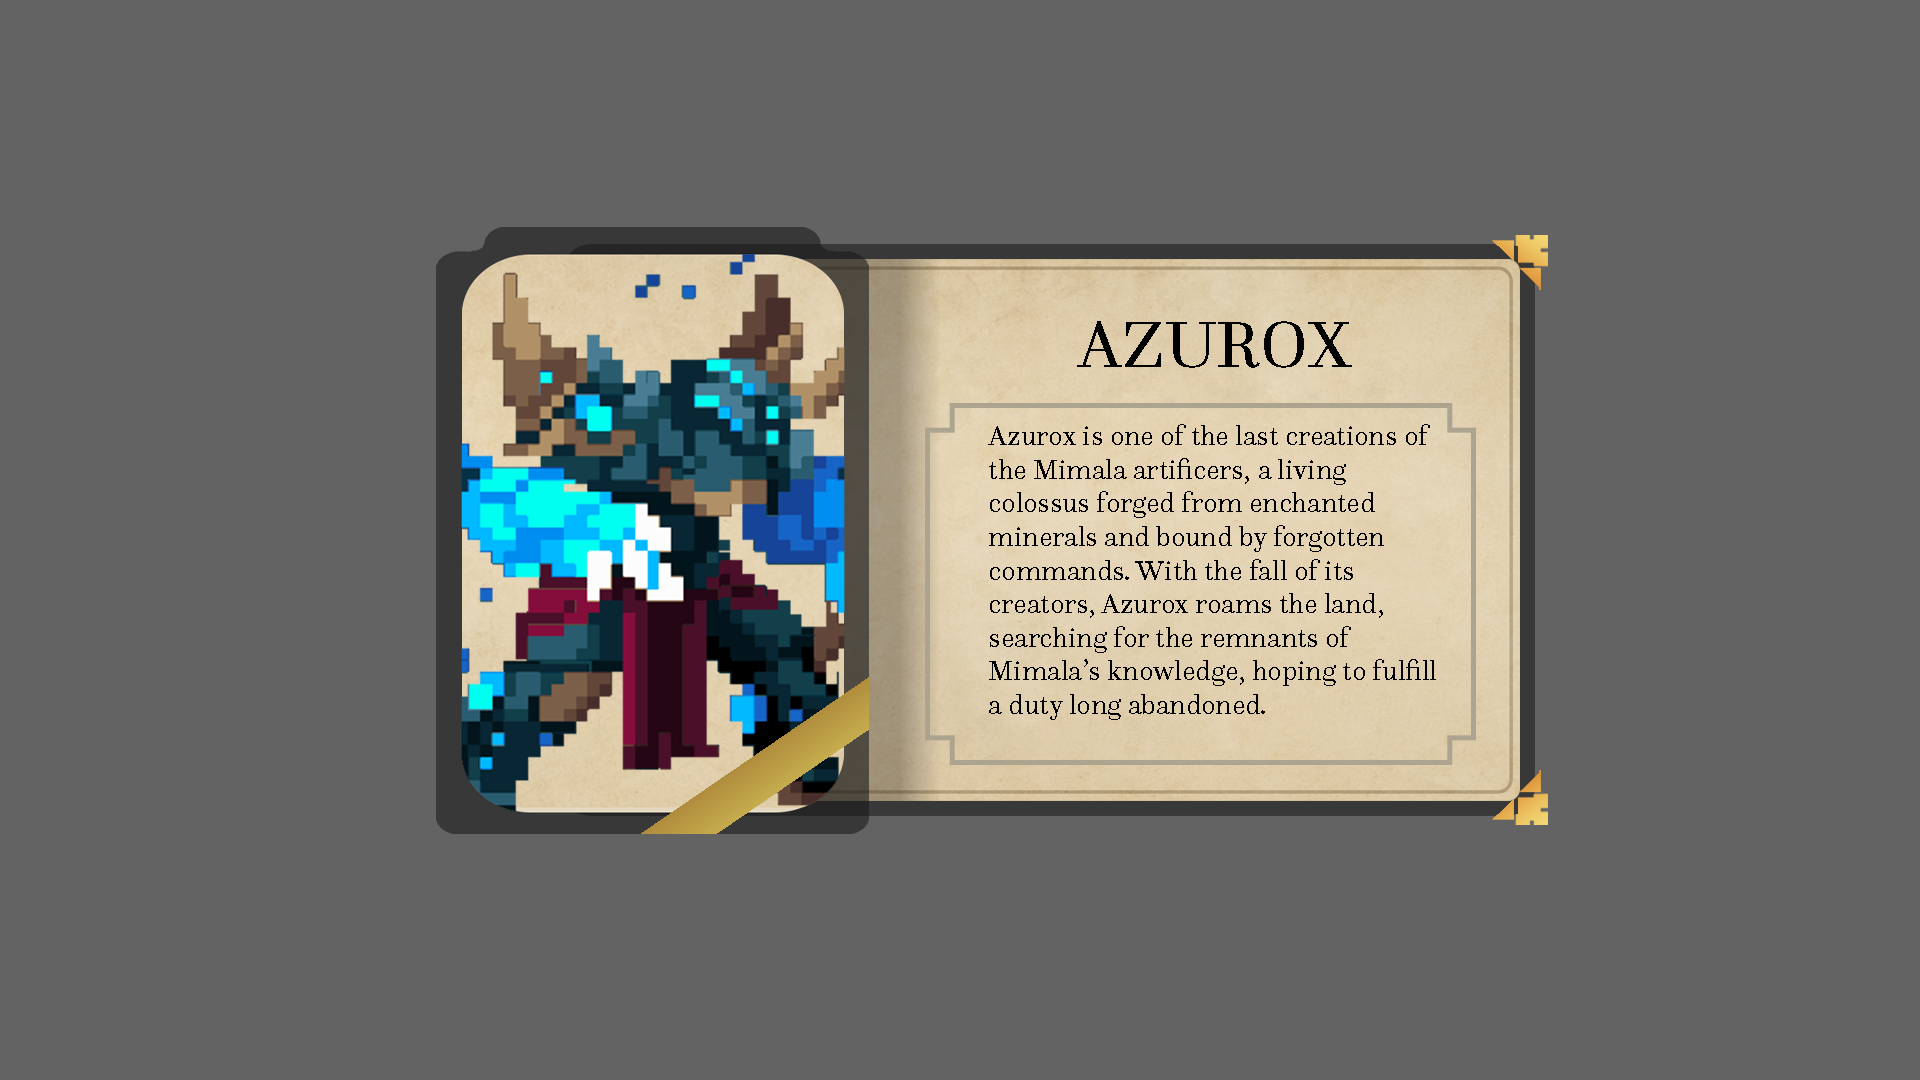 AZUROX
Azurox is one of the last creations of
the Mimala artificers, a living
colossus forged from enchanted
minerals and bound by forgotten
commands. With the fall of its
creators, Azurox roams the land,
searching for the remnants of
Mimala’s knowledge, hoping to fulfill
a duty long abandoned.